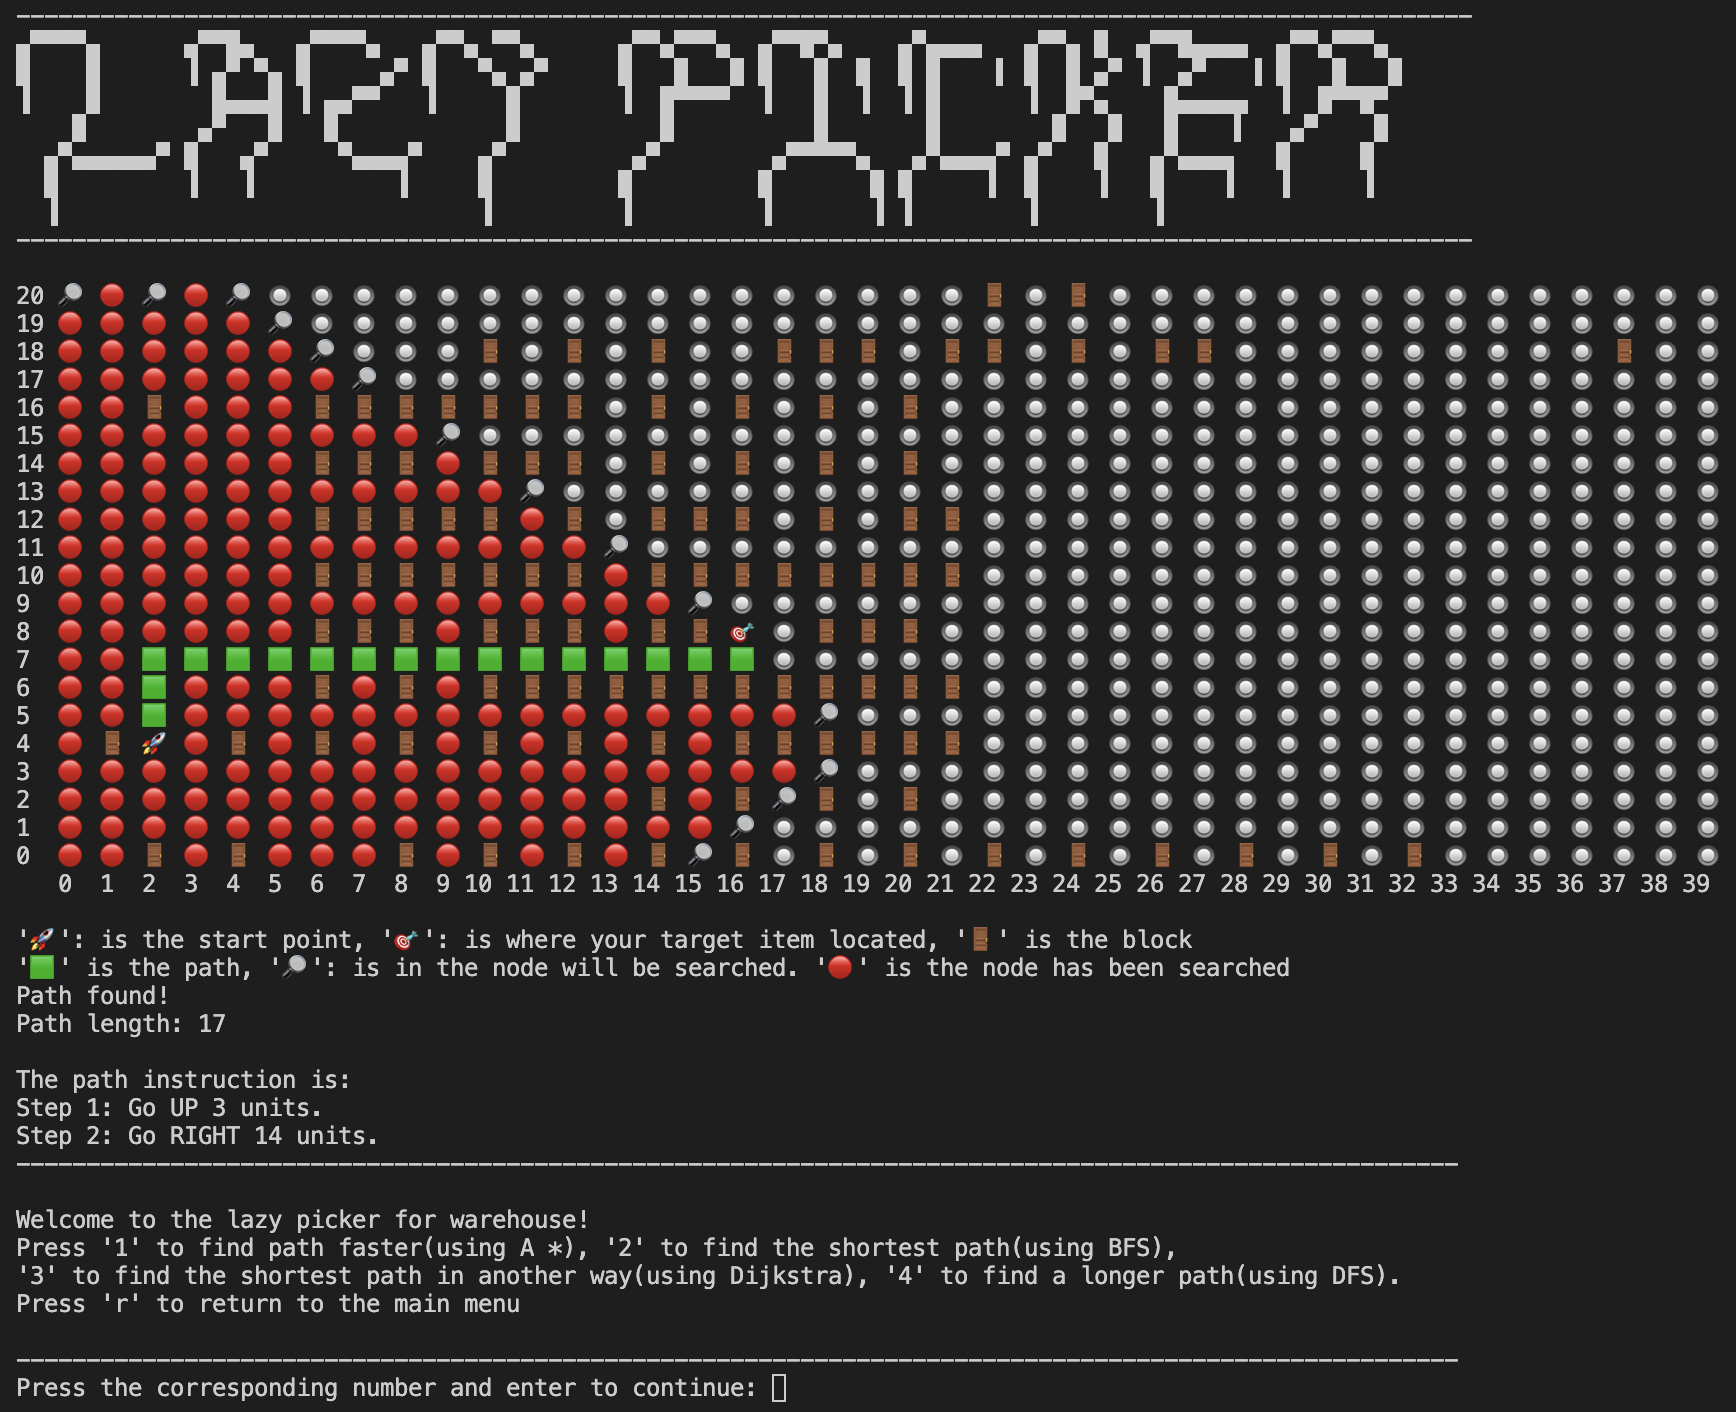 LAZY PICKER
20
19
18
17
16
15
14
13
12
11
10
9
8
7
6
5
4
3
2
1
0
0 1 2 3 4 5 6 7 8 9 10 11 12 13 14 15 16 17 18 19 20 21 22 23 24 25 26 27 28 29 30 31 32 33 34 35 36 37 38 39
'🚀': is the start point, '🎯': is where your target item located, '🚪' is the block
'🟩' is the path, '🔎': is in the node will be searched. '🔴' is the node has been searched
Path found!
Path length: 17
The path instruction is:
Step 1: Go UP 3 units.
Step 2: Go RIGHT 14 units.
Welcome to the lazy picker for warehouse!
Press '1' to find path faster(using A *), '2' to find the shortest path(using BFS),
'3' to find the shortest path in another way(using Dijkstra), '4' to find a longer path(using DFS).
Press 'r' to return to the main menu
Press the corresponding number and enter to continue: